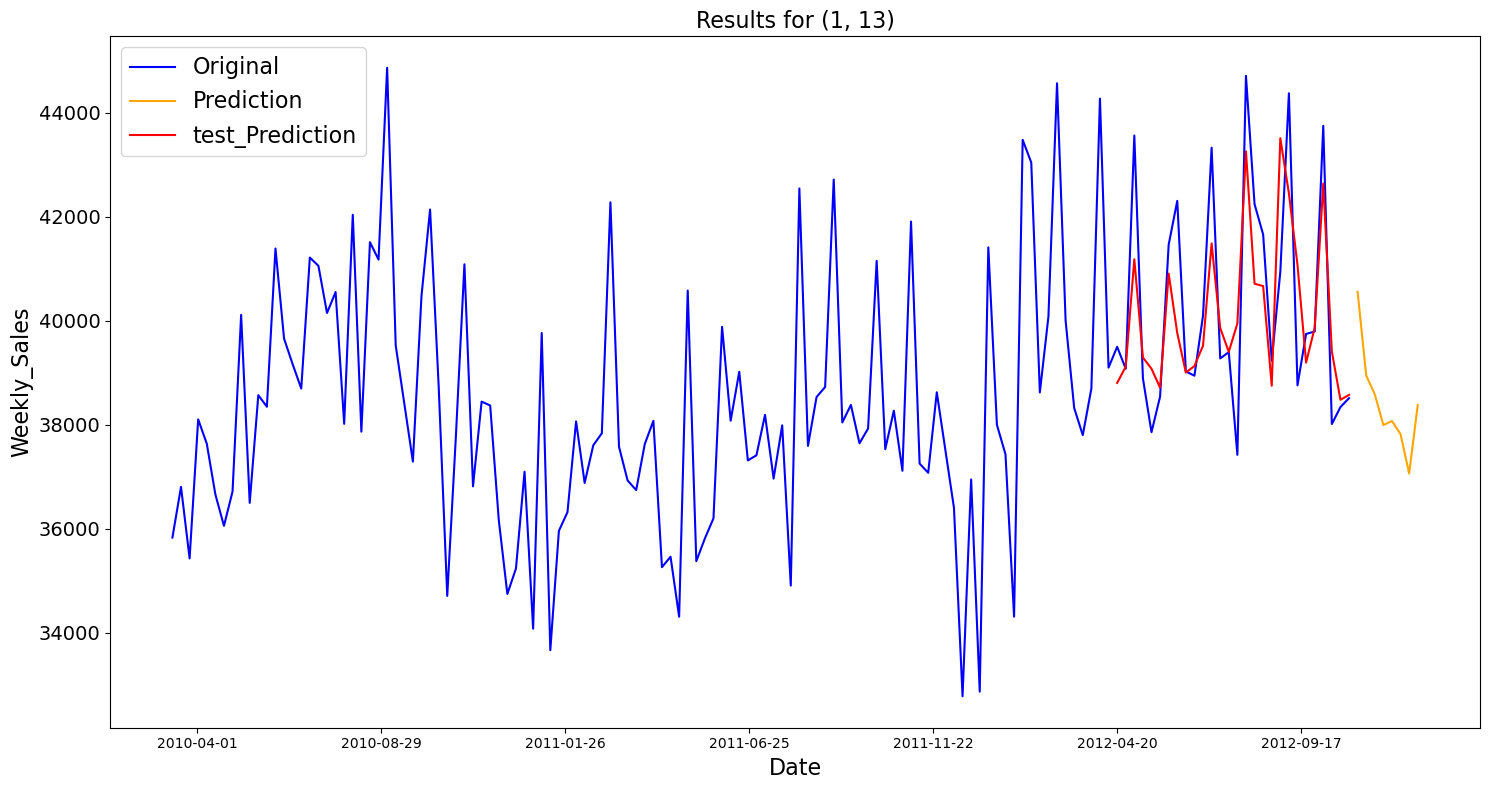 Results for (1, 13)
Original
Prediction
test_Prediction
44000
42000
40000
38000
36000
34000
Weekly_Sales
2010-04-01 2010-08-29 2011-01-26 2011-06-25 2011-11-22 2012-04-20 2012-09-17
Date